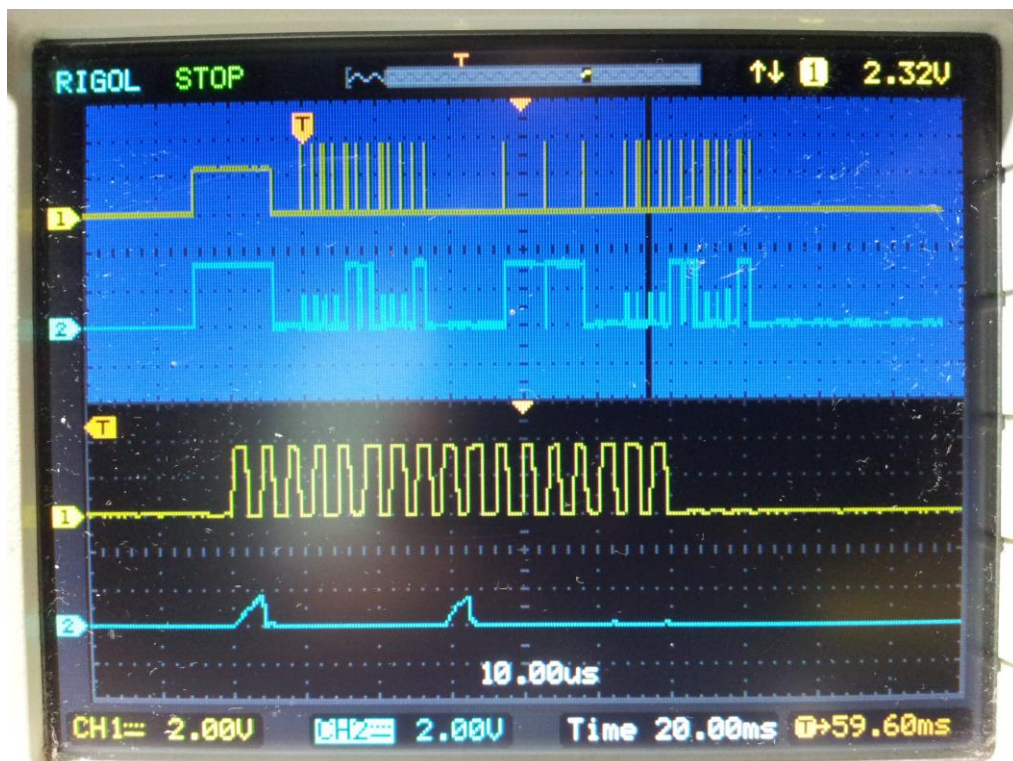 RIGOL STOP T ↑↓ 1 2.32V
T
1
2
T
1
2
10.00us
CH1 2.00V CH2 2.00V Time 20.00ms T→59.60ms